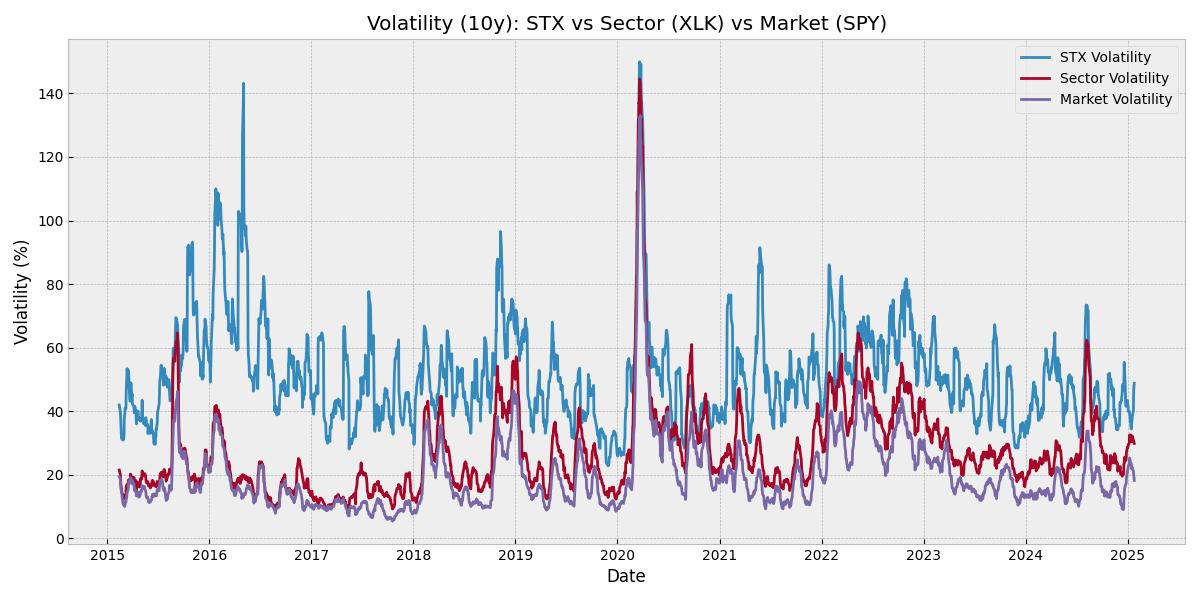 Volatility (10y): STX vs Sector (XLK) vs Market (SPY)
STX Volatility
Sector Volatility
Market Volatility
Volatility (%)
140
120
100
80
60
40
20
0
2015 2016 2017 2018 2019 2020 2021 2022 2023 2024 2025
Date